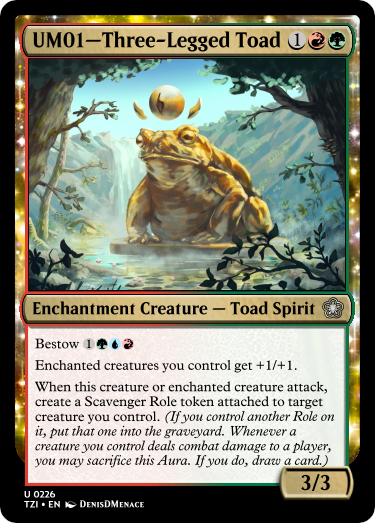 UM01—Three-Legged Toad 1
Enchantment Creature — Toad Spirit
Bestow 1
Enchanted creatures you control get +1/+1.
When this creature or enchanted creature attack,
create a Scavenger Role token attached to target
creature you control. (If you control another Role on
it, put that one into the graveyard. Whenever a
creature you control deals combat damage to a player,
you may sacrifice this Aura. If you do, draw a card.)
3/3
U 0226
TZI • EN DenisDMenace